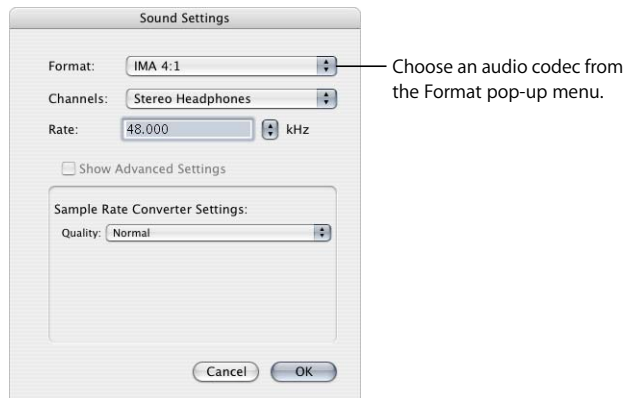 Sound Settings
Format: IMA 4:1
Choose an audio codec from
the Format pop-up menu.
Channels: Stereo Headphones
Rate: 48.000 kHz
Show Advanced Settings
Sample Rate Converter Settings:
Quality: Normal
Cancel OK